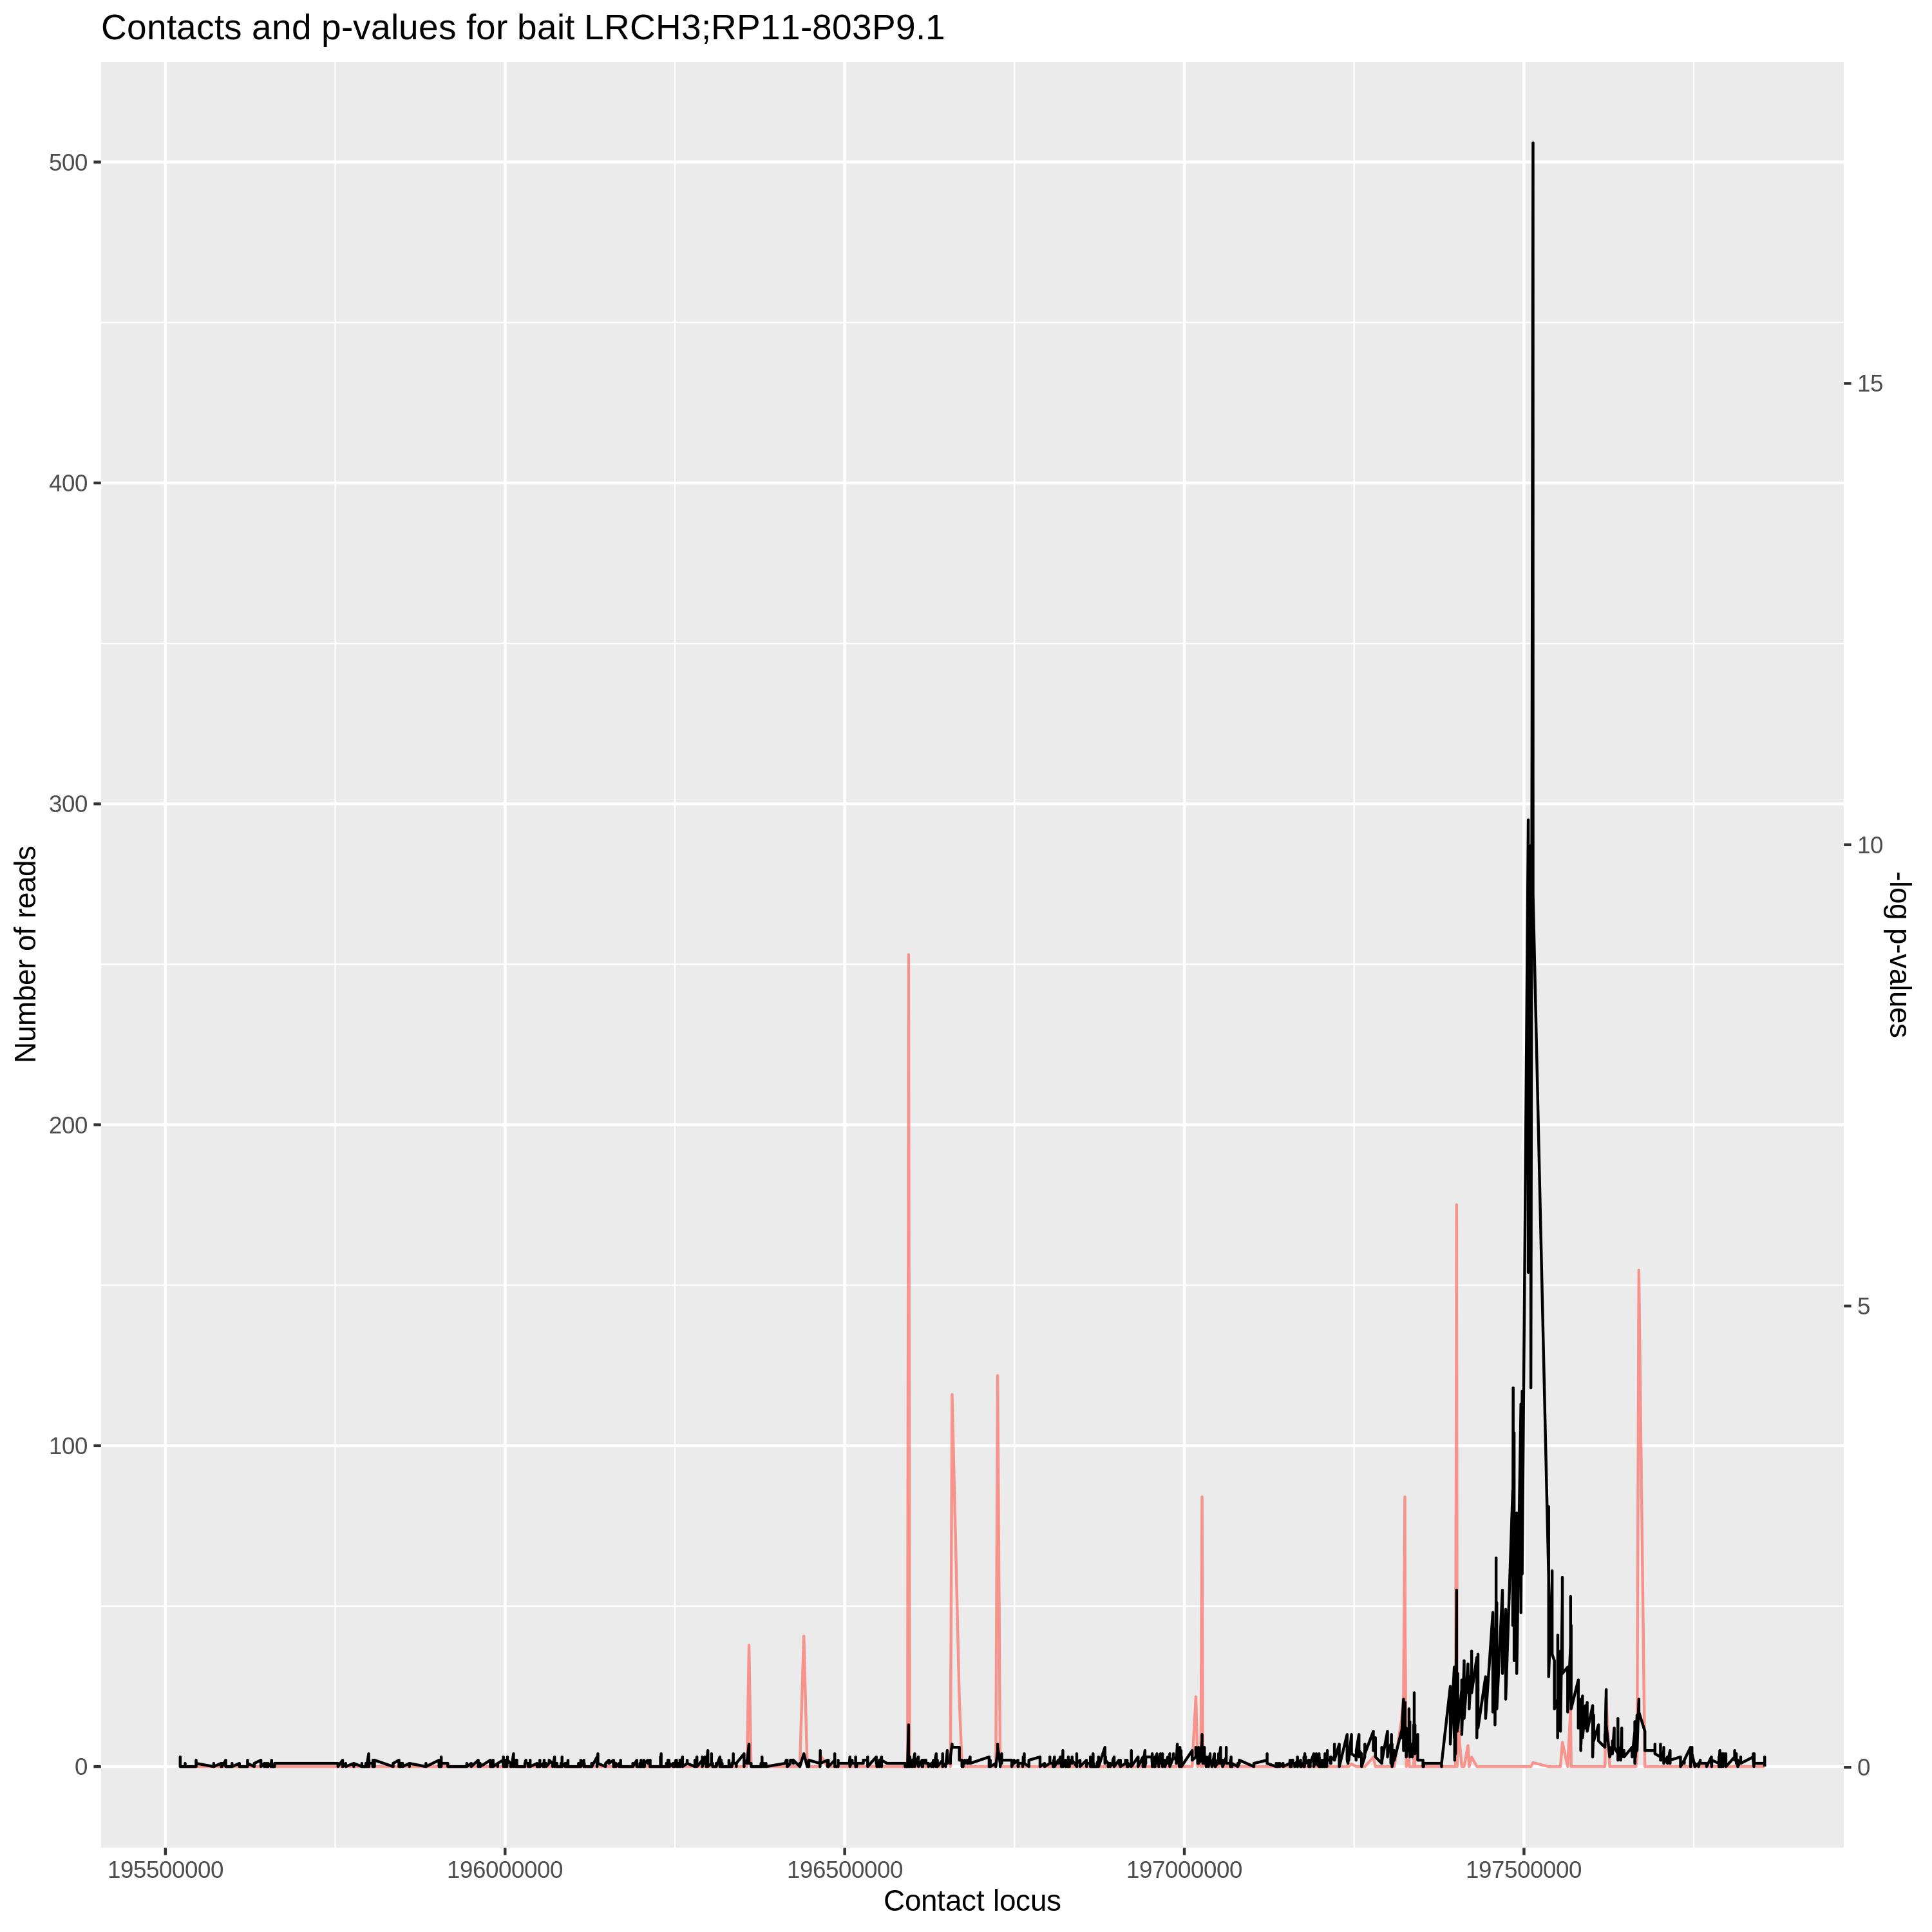 Contacts and p-values for bait LRCH3;RP11-803P9.1
500
400
300
200
100
0
Number of reads
15
10
5
0
-log p-values
195500000 196000000 196500000 197000000 197500000
Contact locus